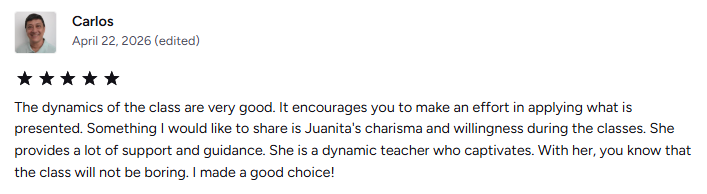 Carlos
April 22, 2026 (edited)
The dynamics of the class are very good. It encourages you to make an effort in applying what is
presented. Something I would like to share is Juanita's charisma and willingness during the classes. She
provides a lot of support and guidance. She is a dynamic teacher who captivates. With her, you know that
the class will not be boring. I made a good choice!